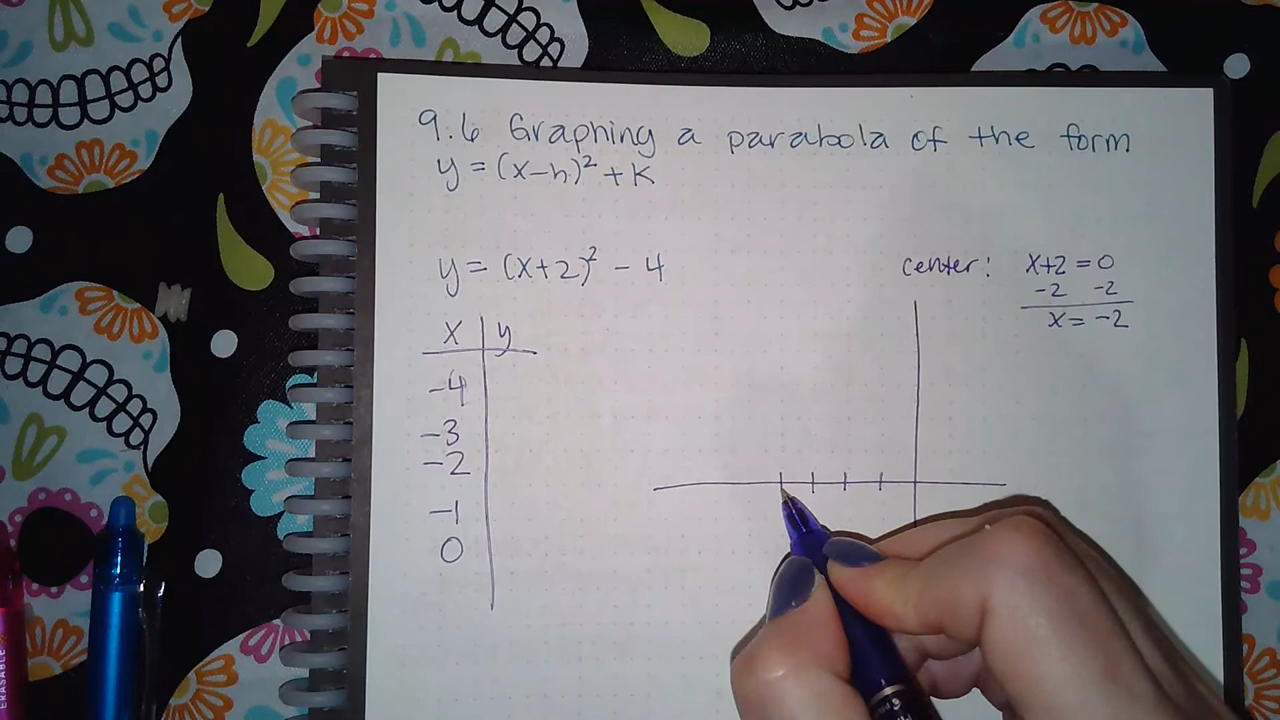 9.6 Graphing a parabola of the form
y = (x-h)² + k
y = (x+2)² - 4
center: x+2=0
-2 -2
x = -2
x y
-4
-3
-2
-1
0
ERASABLE